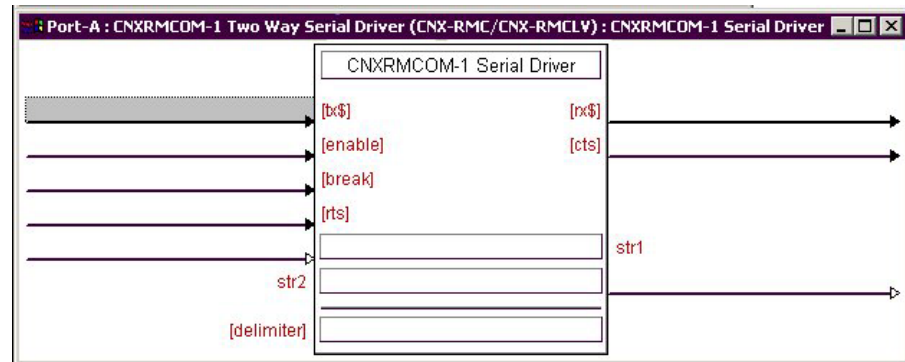 Port-A : CNXRMCOM-1 Two Way Serial Driver (CNX-RMC/CNX-RMCLV) : CNXRMCOM-1 Serial Driver
CNXRMCOM-1 Serial Driver
[tx$] [rx$]
[enable] [cts]
[break]
[rts]
str1
str2
[delimiter]